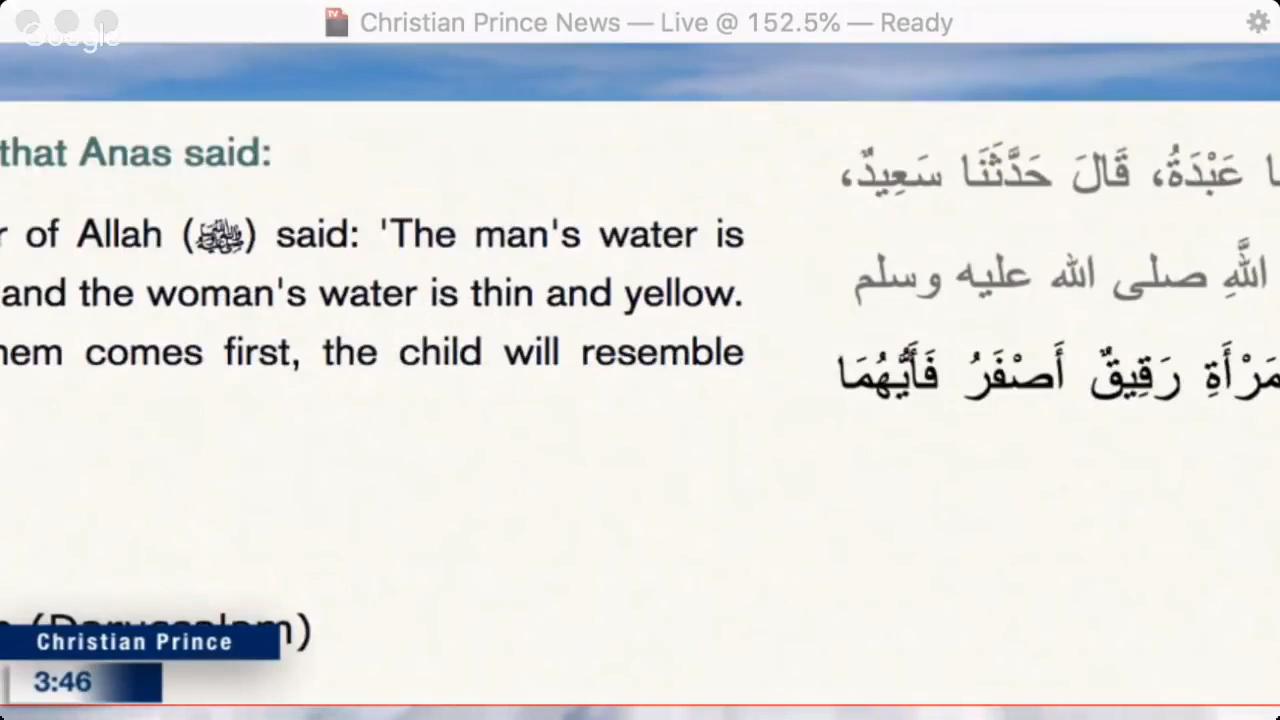 Google
Christian Prince News — Live @ 152.5% — Ready
that Anas said:
r of Allah (ﷺ) said: 'The man's water is
and the woman's water is thin and yellow.
hem comes first, the child will resemble
ا عَبْدَةُ، قَالَ حَدَّثَنَا سَعِيدٌ،
اللَّهِ صلى الله عليه وسلم
مَرْأَةِ رَقِيقٌ أَصْفَرُ فَأَيُّهُمَا
(Darussalam)
Christian Prince
3:46